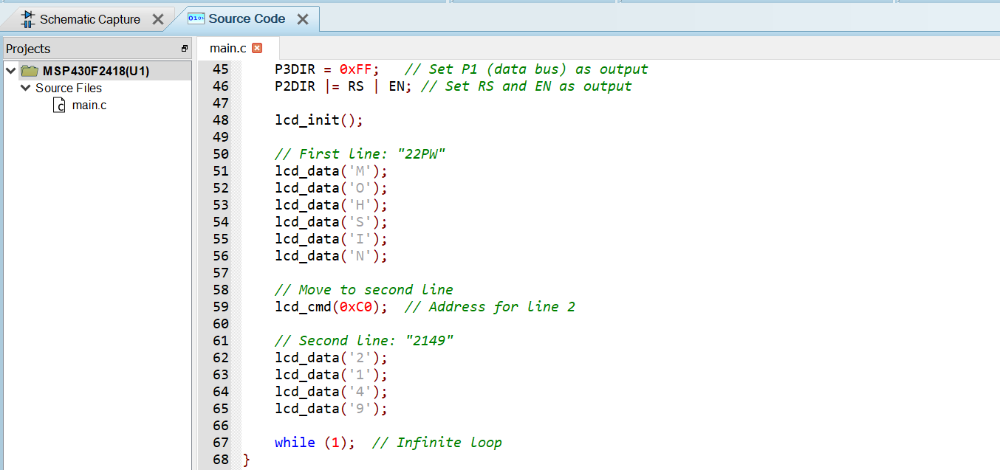 Schematic Capture
Source Code
Projects
MSP430F2418(U1)
Source Files
main.c
main.c
45 P3DIR = 0xFF; // Set P1 (data bus) as output
46 P2DIR |= RS | EN; // Set RS and EN as output
47
48 lcd_init();
49
50 // First line: "22PW"
51 lcd_data('M');
52 lcd_data('O');
53 lcd_data('H');
54 lcd_data('S');
55 lcd_data('I');
56 lcd_data('N');
57
58 // Move to second line
59 lcd_cmd(0xC0); // Address for line 2
60
61 // Second line: "2149"
62 lcd_data('2');
63 lcd_data('1');
64 lcd_data('4');
65 lcd_data('9');
66
67 while (1); // Infinite loop
68 }